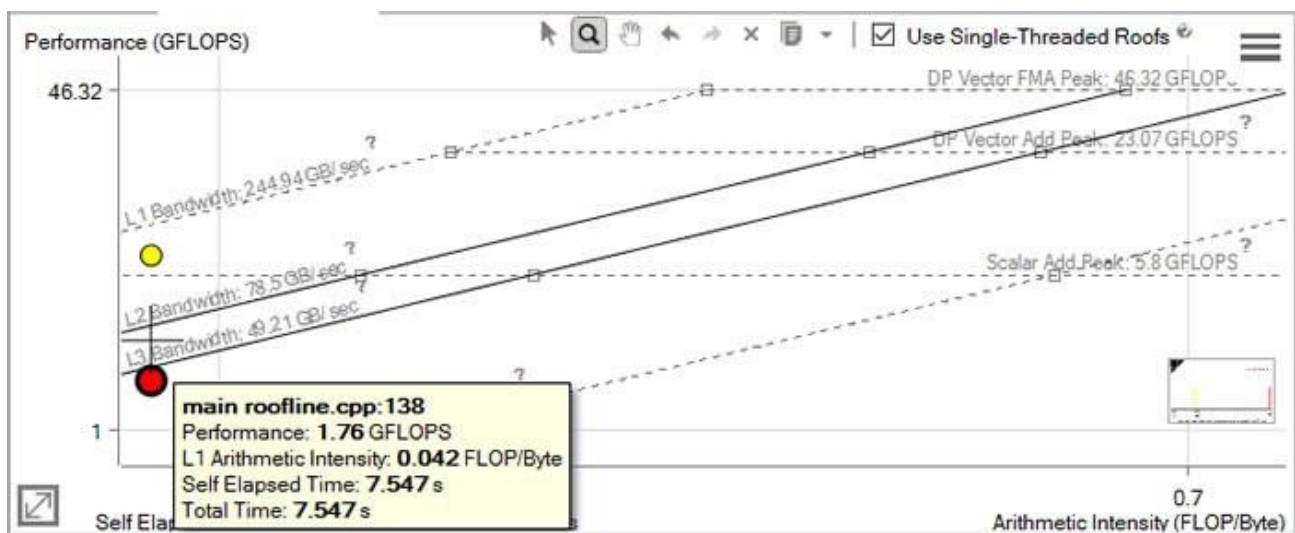 Performance (GFLOPS)
Use Single-Threaded Roofs
46.32
DP Vector FMA Peak: 46.32 GFLOP
?
?
L1 Bandwidth: 244.94 GB/sec
DP Vector Add Peak: 23.07 GFLOPS
?
?
Scalar Add Peak: 5.8 GFLOPS
L2 Bandwidth: 78.5 GB/sec
?
L3 Bandwidth: 49.21 GB/sec
?
main roofline.cpp:138
1
Performance: 1.76 GFLOPS
L1 Arithmetic Intensity: 0.042 FLOP/Byte
Self Elapsed Time: 7.547 s
Total Time: 7.547 s
0.7
Self Elap
s
Arithmetic Intensity (FLOP/Byte)